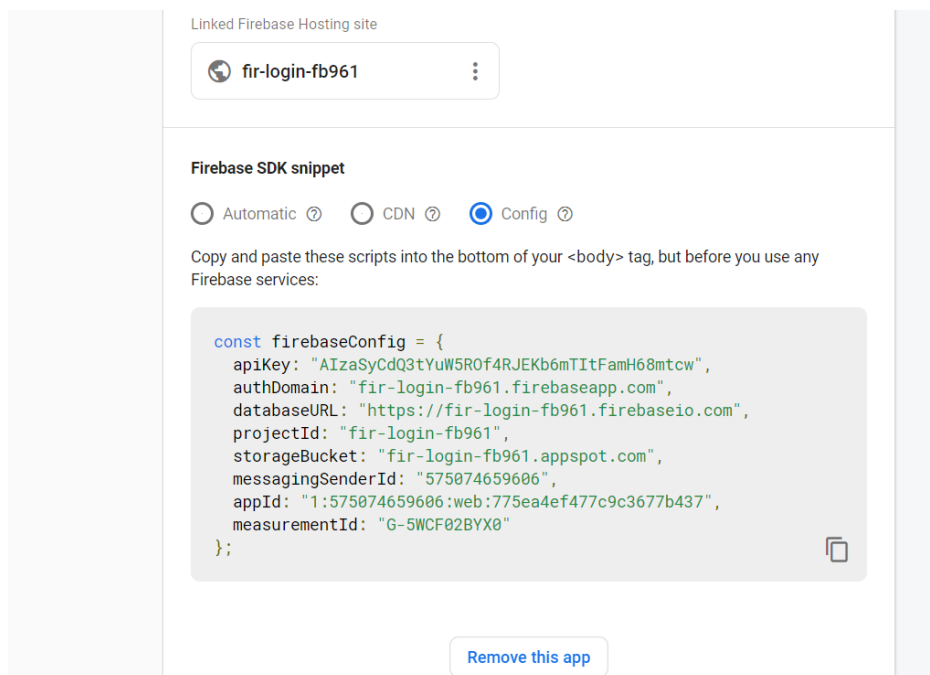 Linked Firebase Hosting site
fir-login-fb961
Firebase SDK snippet
Automatic CDN Config
Copy and paste these scripts into the bottom of your <body> tag, but before you use any
Firebase services:
const firebaseConfig = {
apiKey: "AIzaSyCdQ3tYuW5ROf4RJEKb6mTItFamH68mtcw",
authDomain: "fir-login-fb961.firebaseapp.com",
databaseURL: "https://fir-login-fb961.firebaseio.com",
projectId: "fir-login-fb961",
storageBucket: "fir-login-fb961.appspot.com",
messagingSenderId: "575074659606",
appId: "1:575074659606:web:775ea4ef477c9c3677b437",
measurementId: "G-5WCF02BYX0"
};
Remove this app